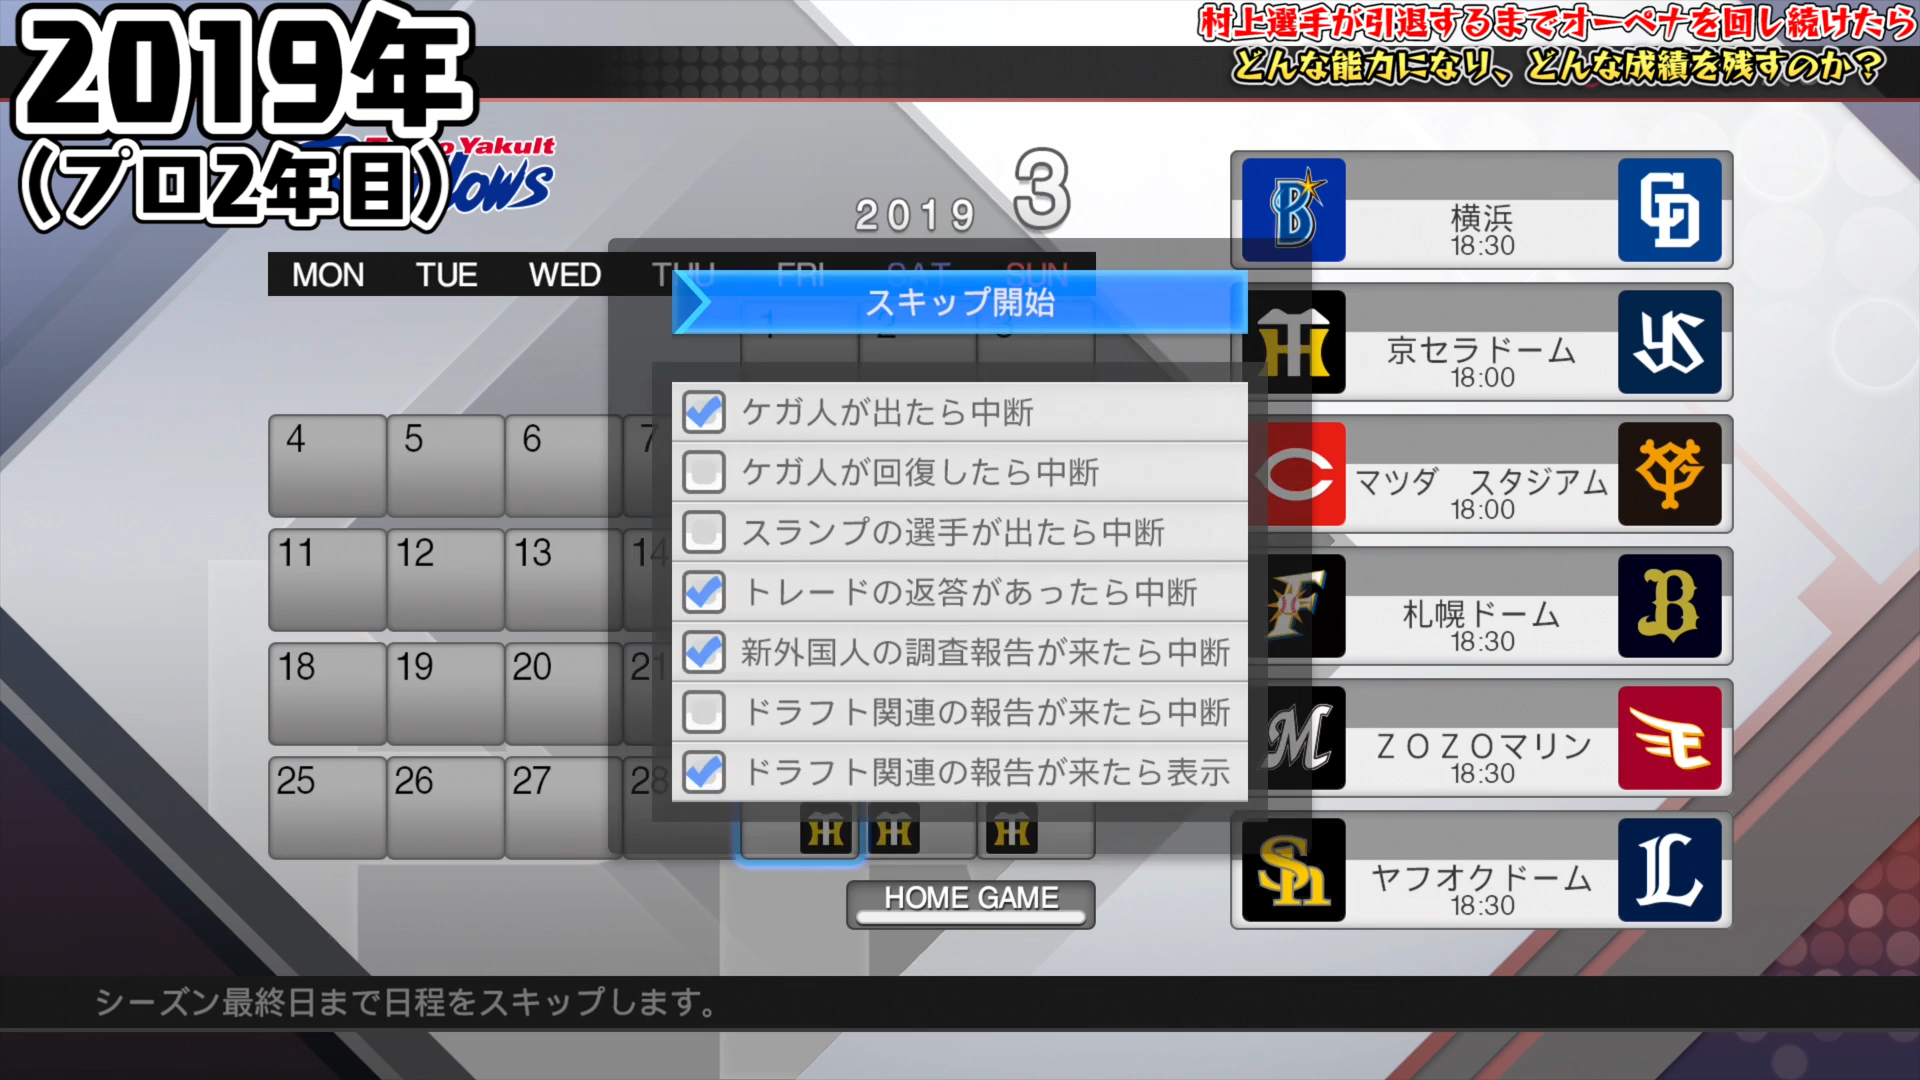 2019年
(プロ2年目)
村上選手が引退するまでオーペナを回し続けたら
どんな能力になり、どんな成績を残すのか？
Yakult
2019 3
MON TUE WED THU FRI SAT SUN
スキップ開始
1 2 3
4 5 6 7
11 12 13 14
18 19 20 21
25 26 27 28
ケガ人が出たら中断
ケガ人が回復したら中断
スランプの選手が出たら中断
トレードの返答があったら中断
新外国人の調査報告が来たら中断
ドラフト関連の報告が来たら中断
ドラフト関連の報告が来たら表示
HOME GAME
横浜
18:30
京セラドーム
18:00
マツダ　スタジアム
18:00
札幌ドーム
18:30
ＺＯＺＯマリン
18:30
ヤフオクドーム
18:30
シーズン最終日まで日程をスキップします。